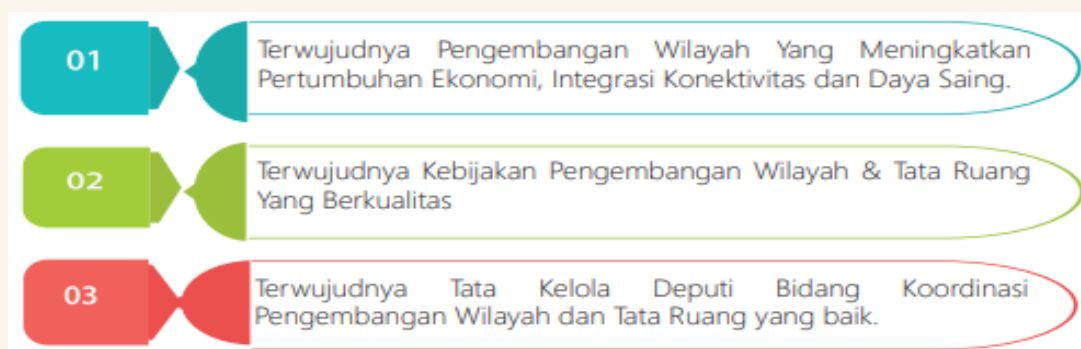 01
Terwujudnya Pengembangan Wilayah Yang Meningkatkan
Pertumbuhan Ekonomi, Integrasi Konektivitas dan Daya Saing.
02
Terwujudnya Kebijakan Pengembangan Wilayah & Tata Ruang
Yang Berkualitas
03
Terwujudnya Tata Kelola Deputi Bidang Koordinasi
Pengembangan Wilayah dan Tata Ruang yang baik.